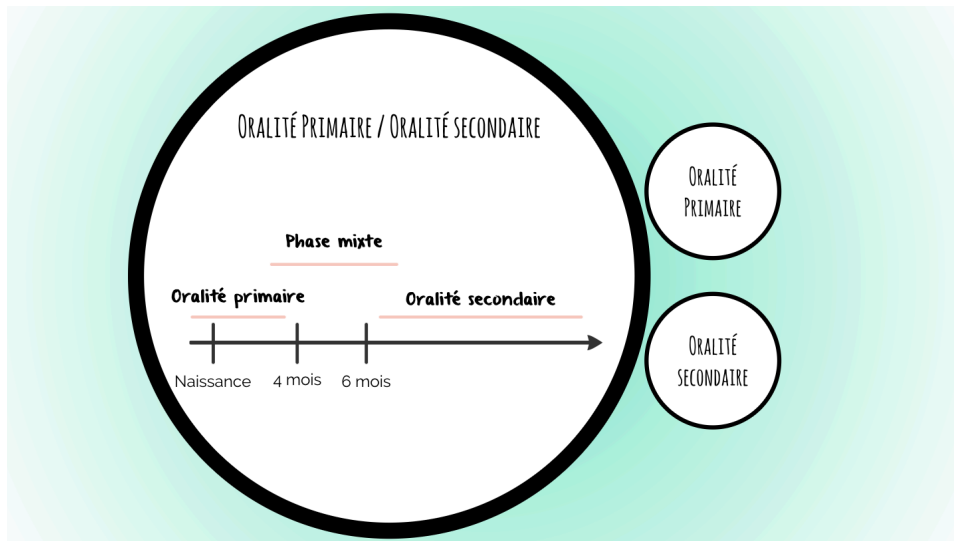 Oralité Primaire / Oralité secondaire
Phase mixte
Oralité primaire
Oralité secondaire
Naissance
4 mois
6 mois
Oralité
Primaire
Oralité
secondaire